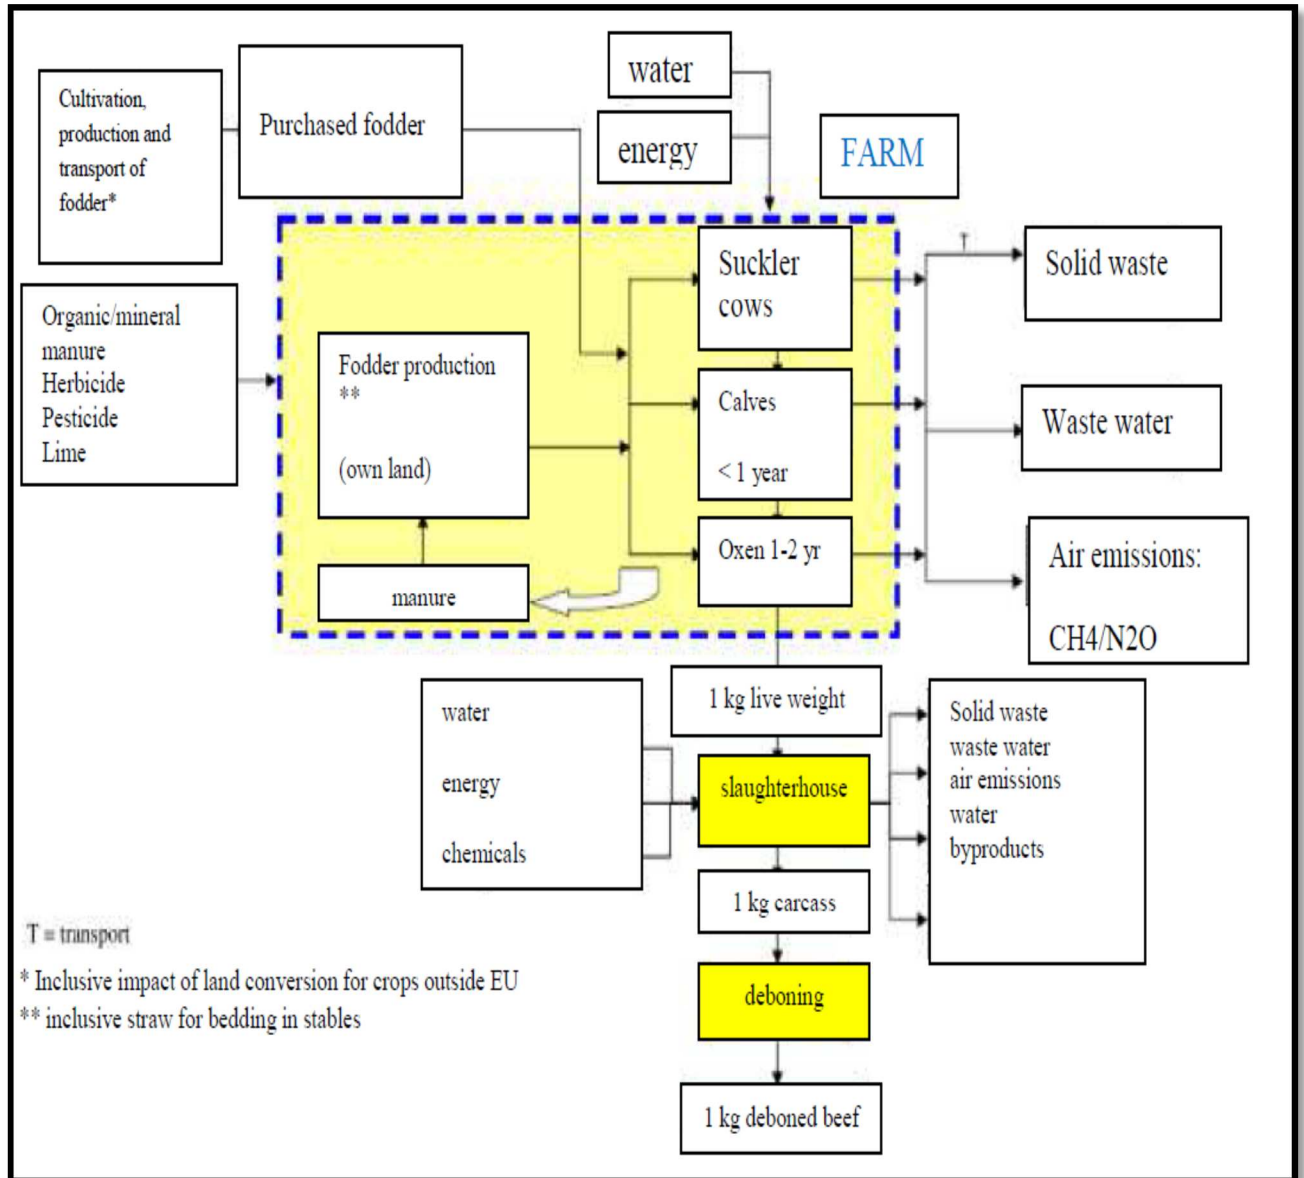 water
energy
FARM
Cultivation,
production and
transport of
fodder*
Purchased fodder
Organic/mineral
manure
Herbicide
Pesticide
Lime
Fodder production
**
(own land)
manure
Suckler
cows
Calves
< 1 year
Oxen 1-2 yr
T
Solid waste
Waste water
Air emissions:
CH4/N2O
1 kg live weight
water
energy
chemicals
slaughterhouse
Solid waste
waste water
air emissions
water
byproducts
1 kg carcass
deboning
1 kg deboned beef
T = transport
* Inclusive impact of land conversion for crops outside EU
** inclusive straw for bedding in stables